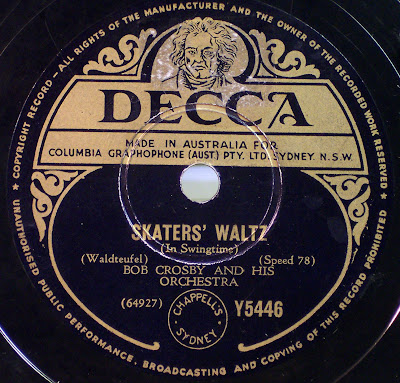 COPYRIGHT RECORD — ALL RIGHTS OF THE MANUFACTURER AND THE OWNER OF THE RECORDED WORK RESERVED
UNAUTHORISED PUBLIC PERFORMANCE, BROADCASTING AND COPYING OF THIS RECORD PROHIBITED
DECCA
MADE IN AUSTRALIA FOR
COLUMBIA GRAPHOPHONE (AUST) PTY. LTD. SYDNEY. N.S.W.
SKATERS' WALTZ
(In Swingtime)
(Waldteufel) (Speed 78)
BOB CROSBY AND HIS
ORCHESTRA
(64927) Y5446
CHAPPELL'S
SYDNEY